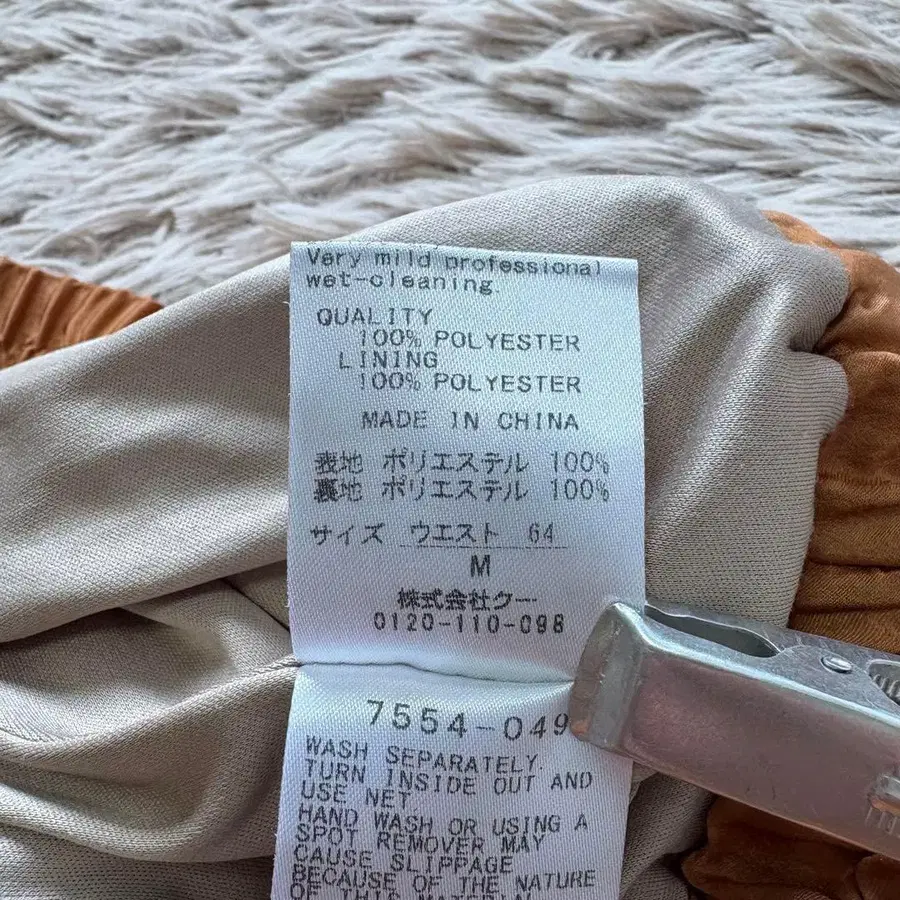 Very mild professional
wet-cleaning.
QUALITY
100% POLYESTER
LINING
100% POLYESTER
MADE IN CHINA
表地 ポリエステル 100%
裏地 ポリエステル 100%
サイズ ウエスト 64
M
株式会社クー
0120-110-098
7554-049
WASH SEPARATELY.
TURN INSIDE OUT AND
USE NET.
HAND WASH OR USING A
SPOT REMOVER MAY
CAUSE SLIPPAGE
BECAUSE OF THE NATURE
OF THIS MATERIAL